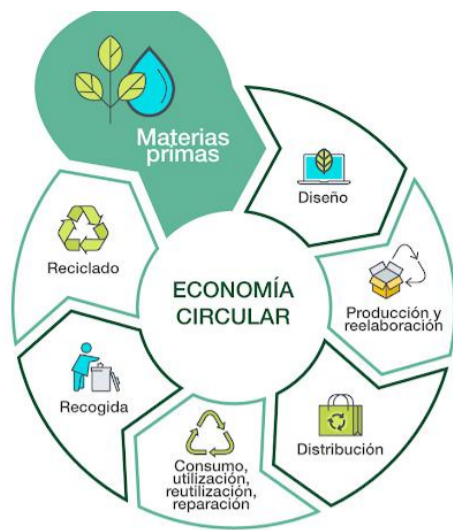 Materias
primas
Diseño
Producción y
reelaboración
Distribución
Consumo,
utilización,
reutilización,
reparación
Recogida
Reciclado
ECONOMÍA
CIRCULAR